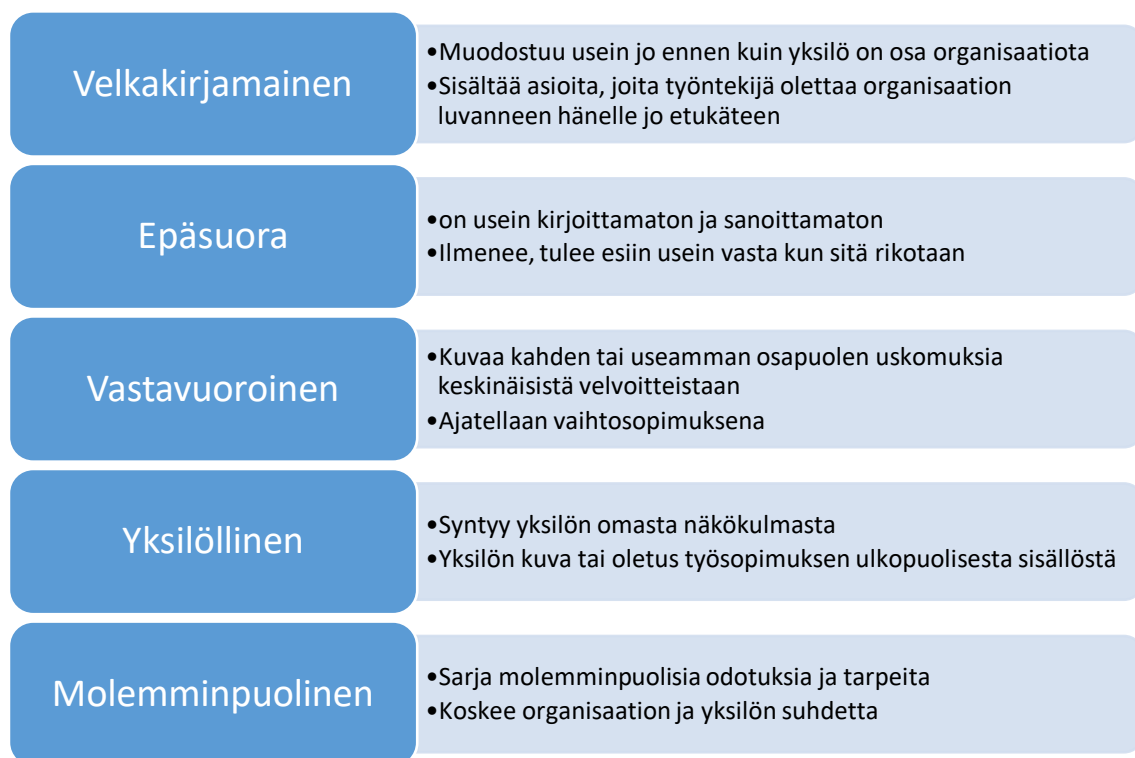 Velkakirjamainen
•Muodostuu usein jo ennen kuin yksilö on osa organisaatiota
•Sisältää asioita, joita työntekijä olettaa organisaation
luvanneen hänelle jo etukäteen
Epäsuora
•on usein kirjoittamaton ja sanoittamaton
•Ilmenee, tulee esiin usein vasta kun sitä rikotaan
Vastavuoroinen
•Kuvaa kahden tai useamman osapuolen uskomuksia
keskinäisistä velvoitteistaan
•Ajatellaan vaihtosopimuksena
Yksilöllinen
•Syntyy yksilön omasta näkökulmasta
•Yksilön kuva tai oletus työsopimuksen ulkopuolisesta sisällöstä
Molemminpuolinen
•Sarja molemminpuolisia odotuksia ja tarpeita
•Koskee organisaation ja yksilön suhdetta